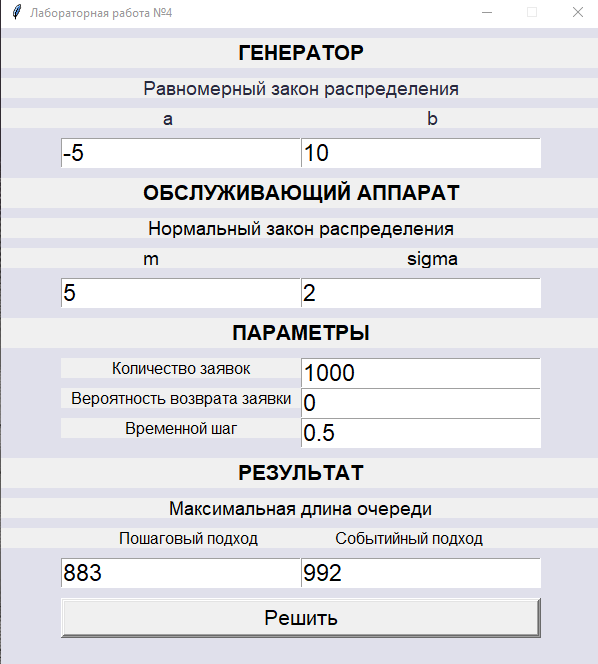 Лабораторная работа №4
ГЕНЕРАТОР
Равномерный закон распределения
a b
-5 10
ОБСЛУЖИВАЮЩИЙ АППАРАТ
Нормальный закон распределения
m sigma
5 2
ПАРАМЕТРЫ
Количество заявок 1000
Вероятность возврата заявки 0
Временной шаг 0.5
РЕЗУЛЬТАТ
Максимальная длина очереди
Пошаговый подход Событийный подход
883 992
Решить